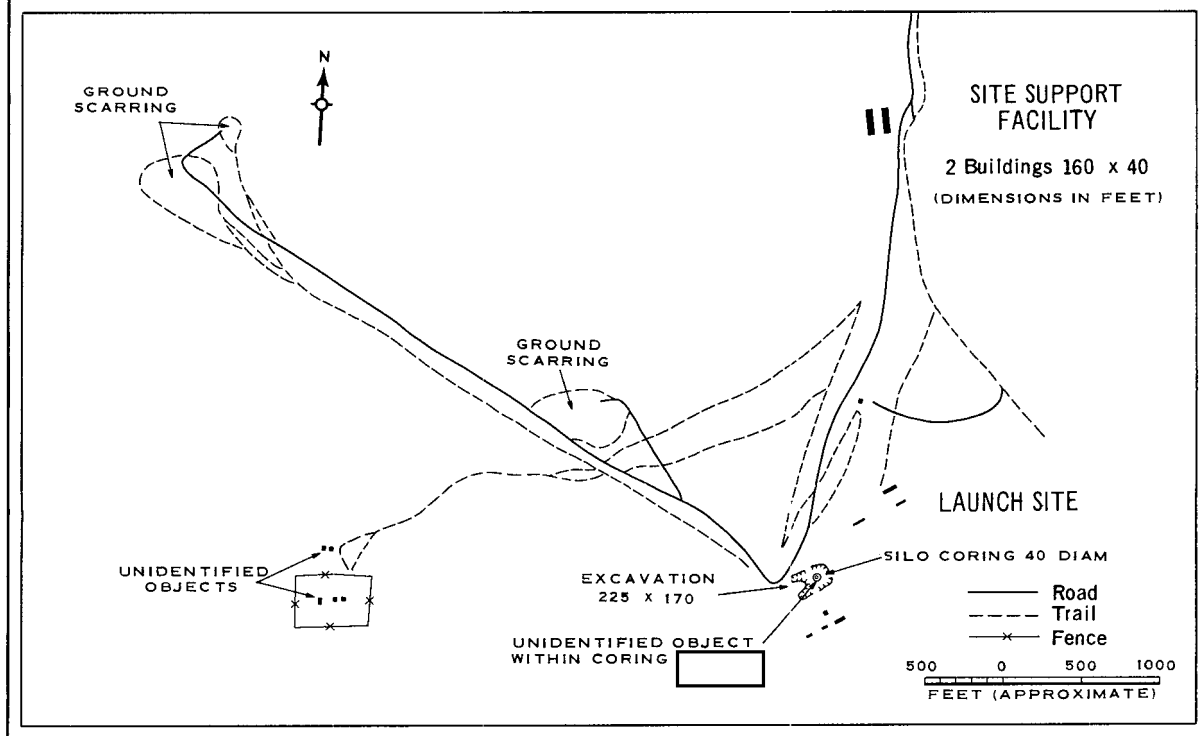 N
GROUND
SCARRING
SITE SUPPORT
FACILITY
2 Buildings 160 x 40
(DIMENSIONS IN FEET)
GROUND
SCARRING
LAUNCH SITE
SILO CORING 40 DIAM
UNIDENTIFIED
OBJECTS
EXCAVATION
225 X 170
UNIDENTIFIED OBJECT
WITHIN CORING
Road
Trail
Fence
500 0 500 1000
FEET (APPROXIMATE)